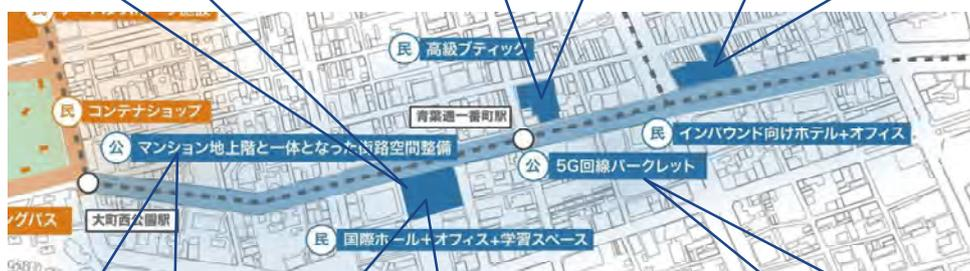 民 高級ブティック
青葉通一番町駅
民 コンテナショップ
公 マンション地上階と一体となった街路空間整備
民 インバウンド向けホテル+オフィス
公 5G回線パークレット
グパス
大町西公園駅
民 国際ホール+オフィス+学習スペース